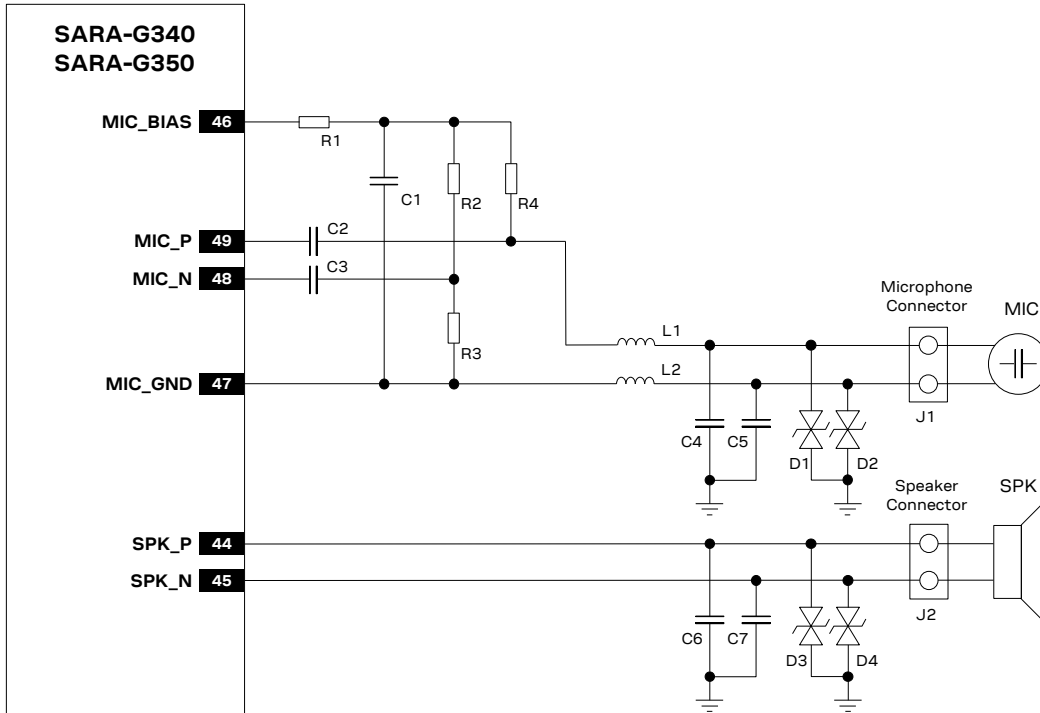 SARA-G340
SARA-G350
MIC_BIAS 46
R1
C1
R2
R4
MIC_P 49
C2
MIC_N 48
C3
Microphone
Connector
MIC
R3
L1
MIC_GND 47
L2
J1
C4
C5
D1
D2
Speaker
Connector
SPK
SPK_P 44
SPK_N 45
J2
C6
C7
D3
D4